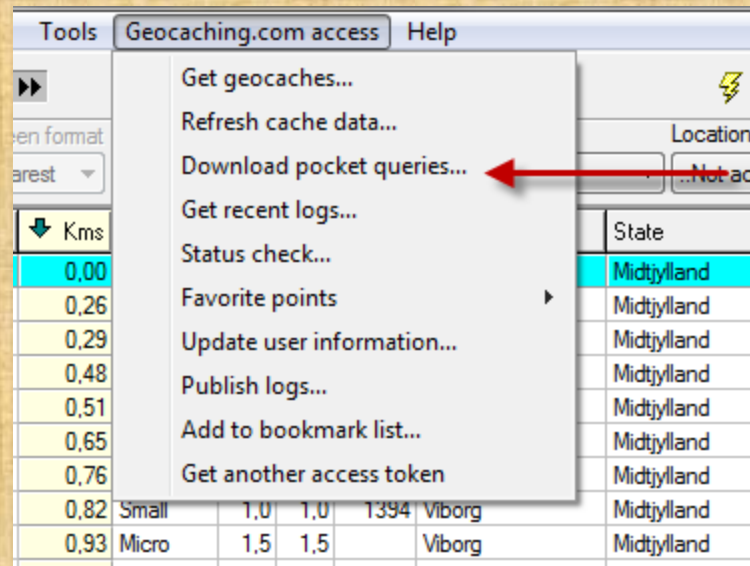 Tools Geocaching.com access Help
Get geocaches...
Refresh cache data...
Location
Download pocket queries...
Get recent logs...
Kms State
Status check...
0,00 Midtjylland
Favorite points
0,26 Midtjylland
0,29 Midtjylland
Update user information...
0,48 Midtjylland
Publish logs...
0,51 Midtjylland
Add to bookmark list...
0,65 Midtjylland
Get another access token
0,76 Midtjylland
0,82 Small 1,0 1,0 1394 Viborg Midtjylland
0,93 Micro 1,5 1,5 Viborg Midtjylland